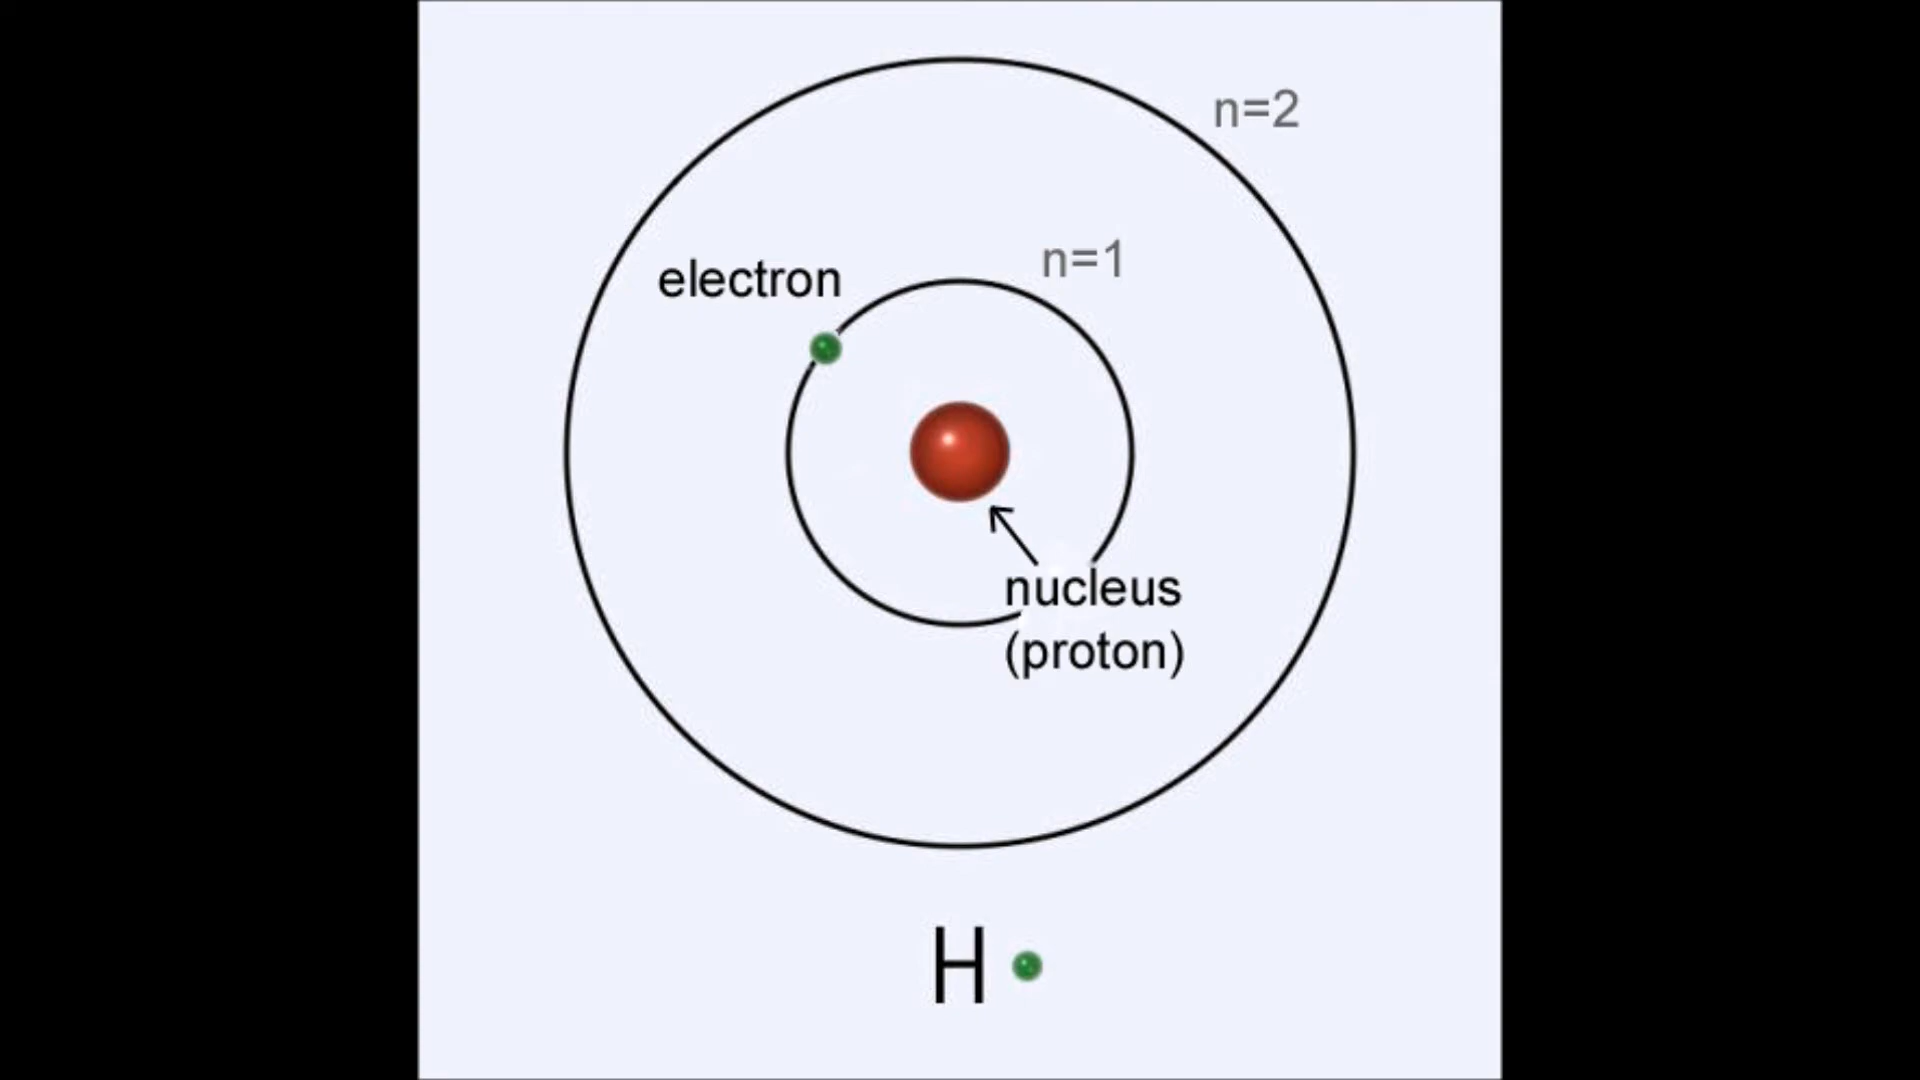 n=2
n=1
electron
nucleus
(proton)
H